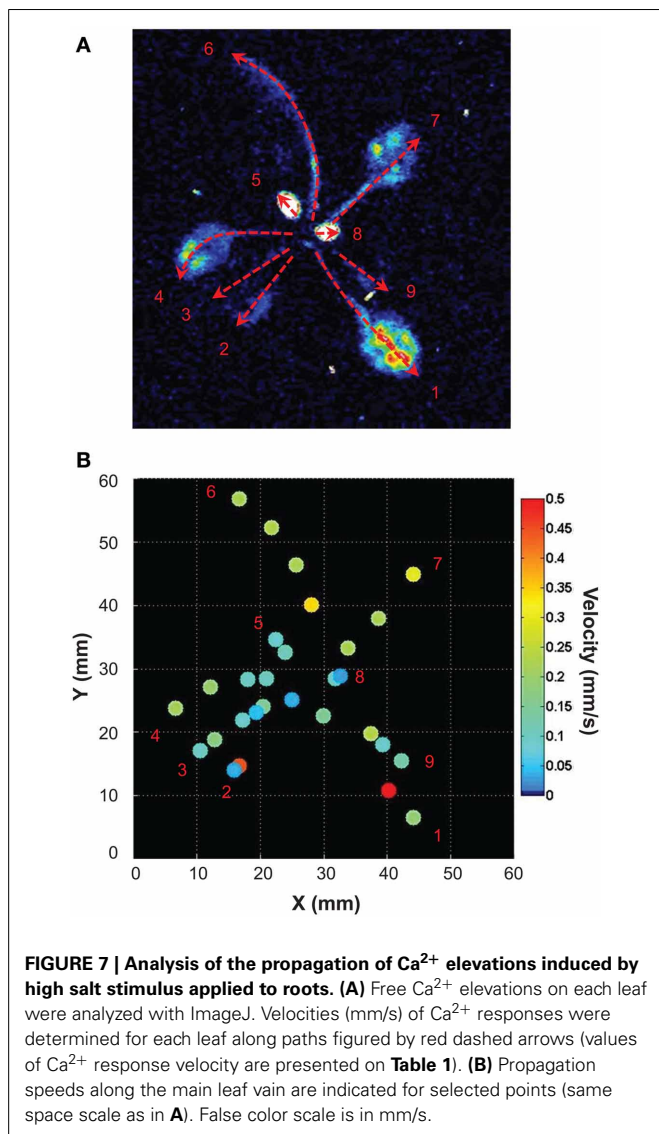 A
6
7
5
8
4
3
9
2
1
B
60
6
0.5
50
7
0.45
0.4
40
5
0.35
0.3
30
8
0.25
20
4
0.2
3
9
0.15
10
2
0.1
1
0.05
0
0
0 10 20 30 40 50 60
Y (mm)
X (mm)
Velocity (mm/s)
FIGURE 7 | Analysis of the propagation of Ca2+ elevations induced by
high salt stimulus applied to roots. (A) Free Ca2+ elevations on each leaf
were analyzed with ImageJ. Velocities (mm/s) of Ca2+ responses were
determined for each leaf along paths figured by red dashed arrows (values
of Ca2+ response velocity are presented on Table 1). (B) Propagation
speeds along the main leaf vain are indicated for selected points (same
space scale as in A). False color scale is in mm/s.